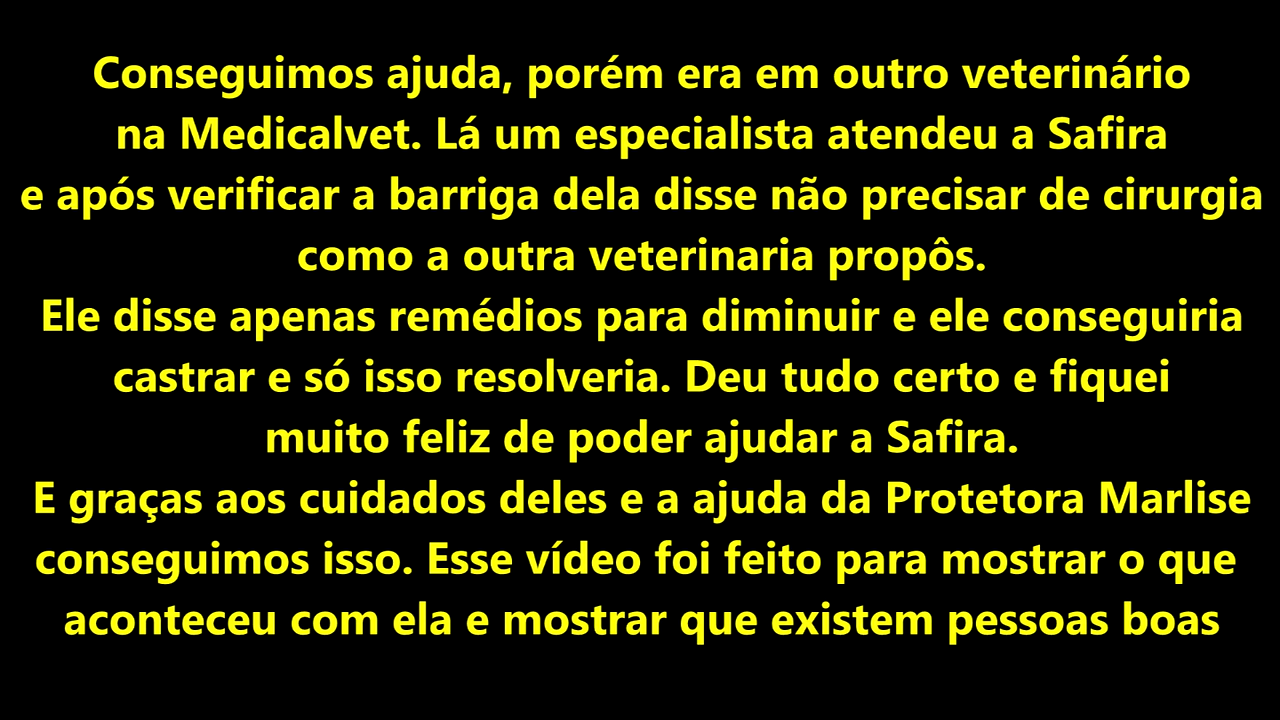 Conseguimos ajuda, porém era em outro veterinário
na Medicalvet. Lá um especialista atendeu a Safira
e após verificar a barriga dela disse não precisar de cirurgia
como a outra veterinaria propôs.
Ele disse apenas remédios para diminuir e ele conseguiria
castrar e só isso resolveria. Deu tudo certo e fiquei
muito feliz de poder ajudar a Safira.
E graças aos cuidados deles e a ajuda da Protetora Marlise
conseguimos isso. Esse vídeo foi feito para mostrar o que
aconteceu com ela e mostrar que existem pessoas boas